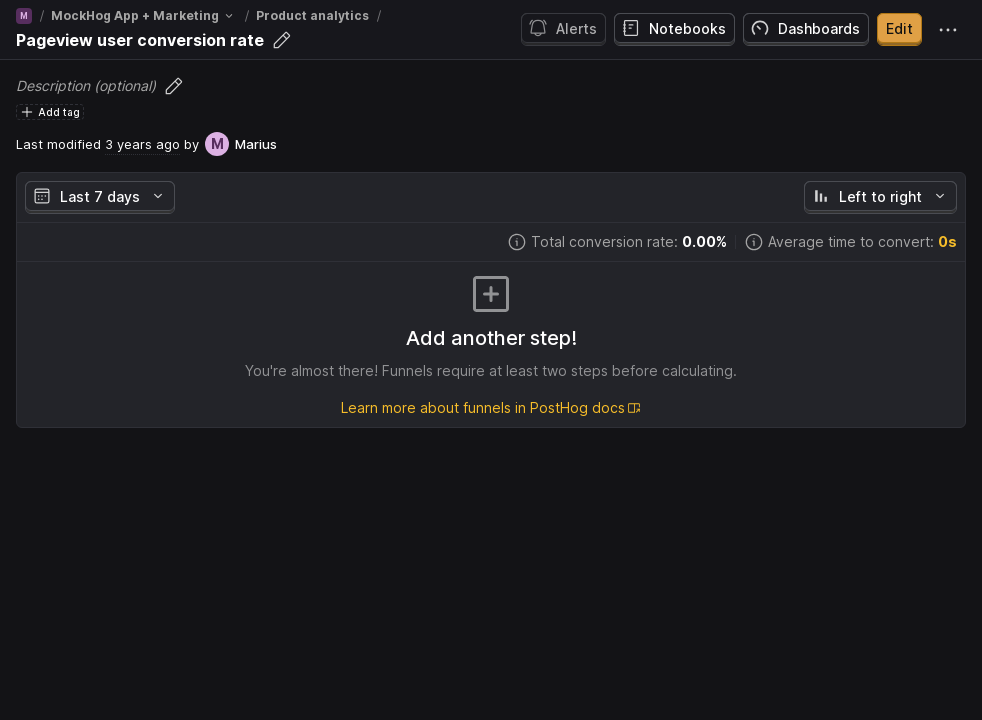 M / MockHog App + Marketing / Product analytics /
Pageview user conversion rate
Alerts Notebooks Dashboards Edit
Description (optional)
Add tag
Last modified 3 years ago by M Marius
Last 7 days Left to right
Total conversion rate: 0.00% Average time to convert: 0s
Add another step!
You're almost there! Funnels require at least two steps before calculating.
Learn more about funnels in PostHog docs